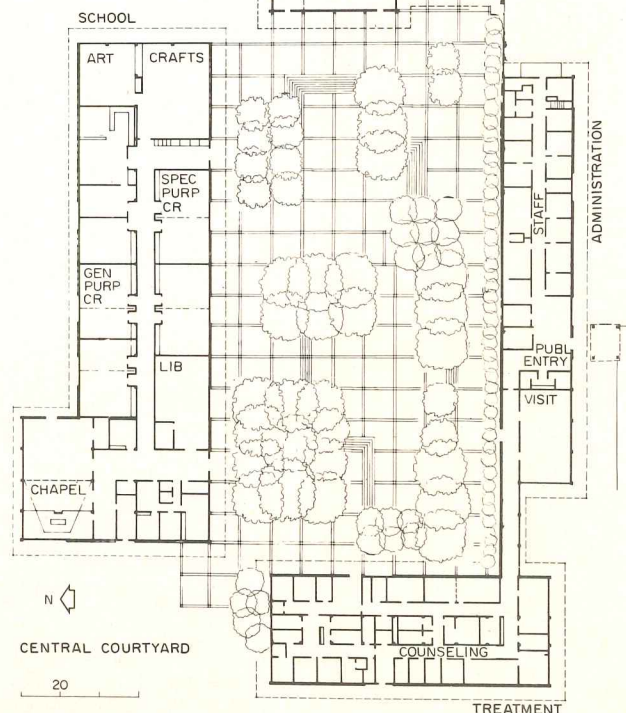 SCHOOL
ART
CRAFTS
SPEC
PURP
CR
GEN
PURP
CR
LIB
CHAPEL
STAFF
ADMINISTRATION
PUBL
ENTRY
VISIT
N
CENTRAL COURTYARD
COUNSELING
20
TREATMENT